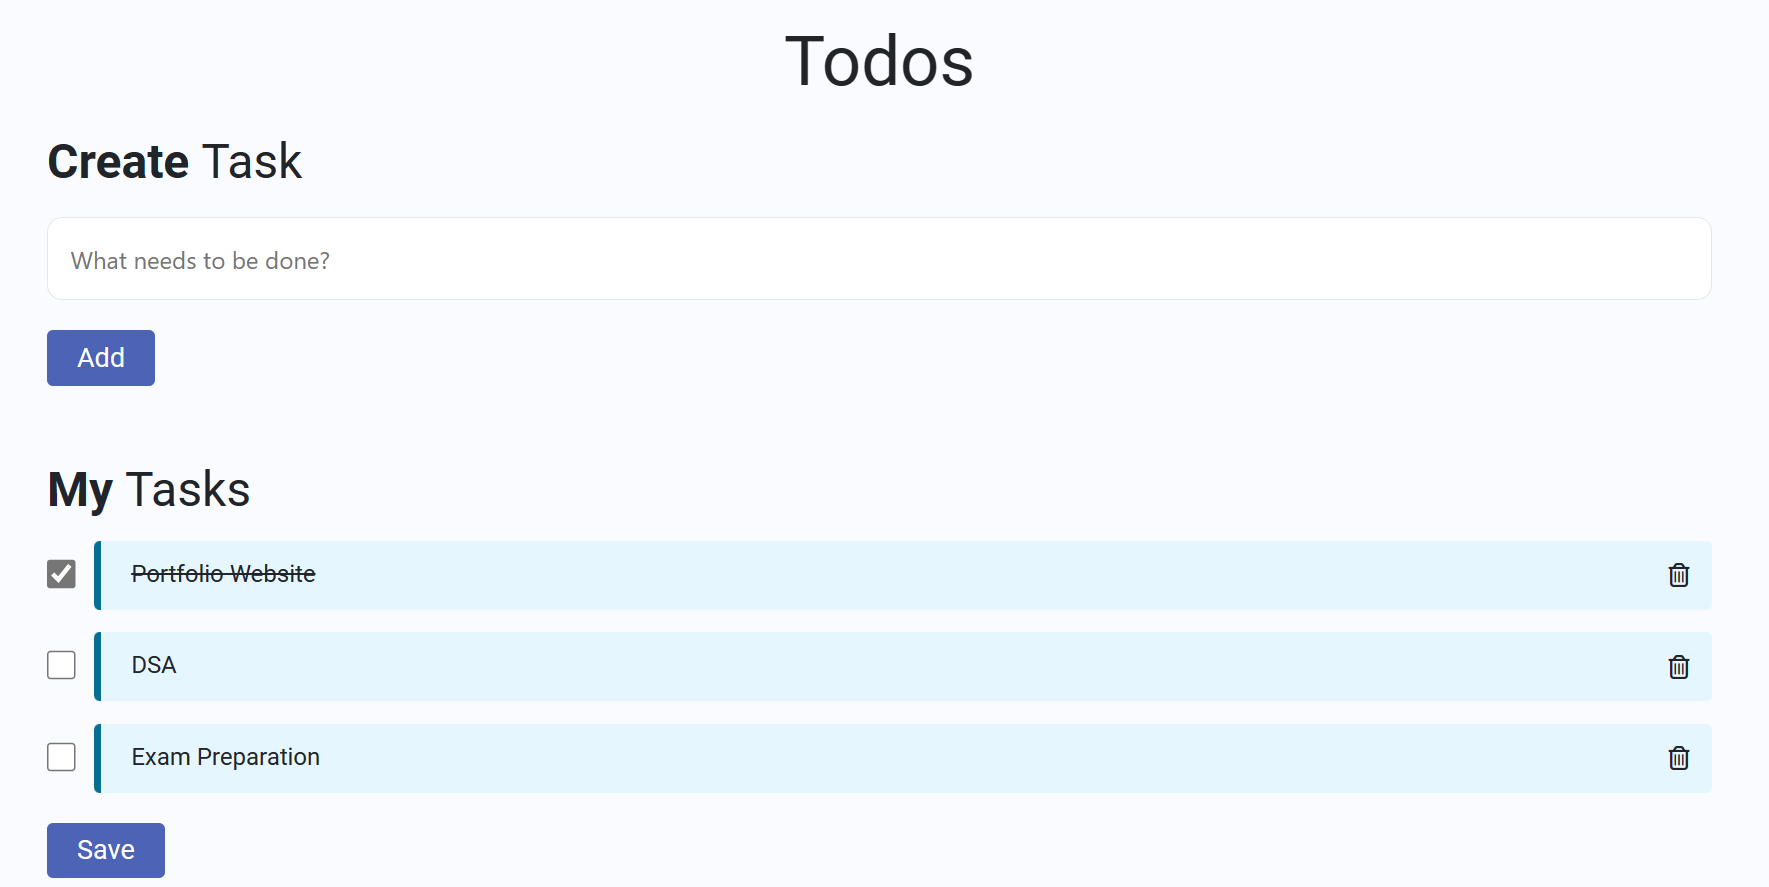 Todos
Create Task
What needs to be done?
Add
My Tasks
Portfolio Website
DSA
Exam Preparation
Save